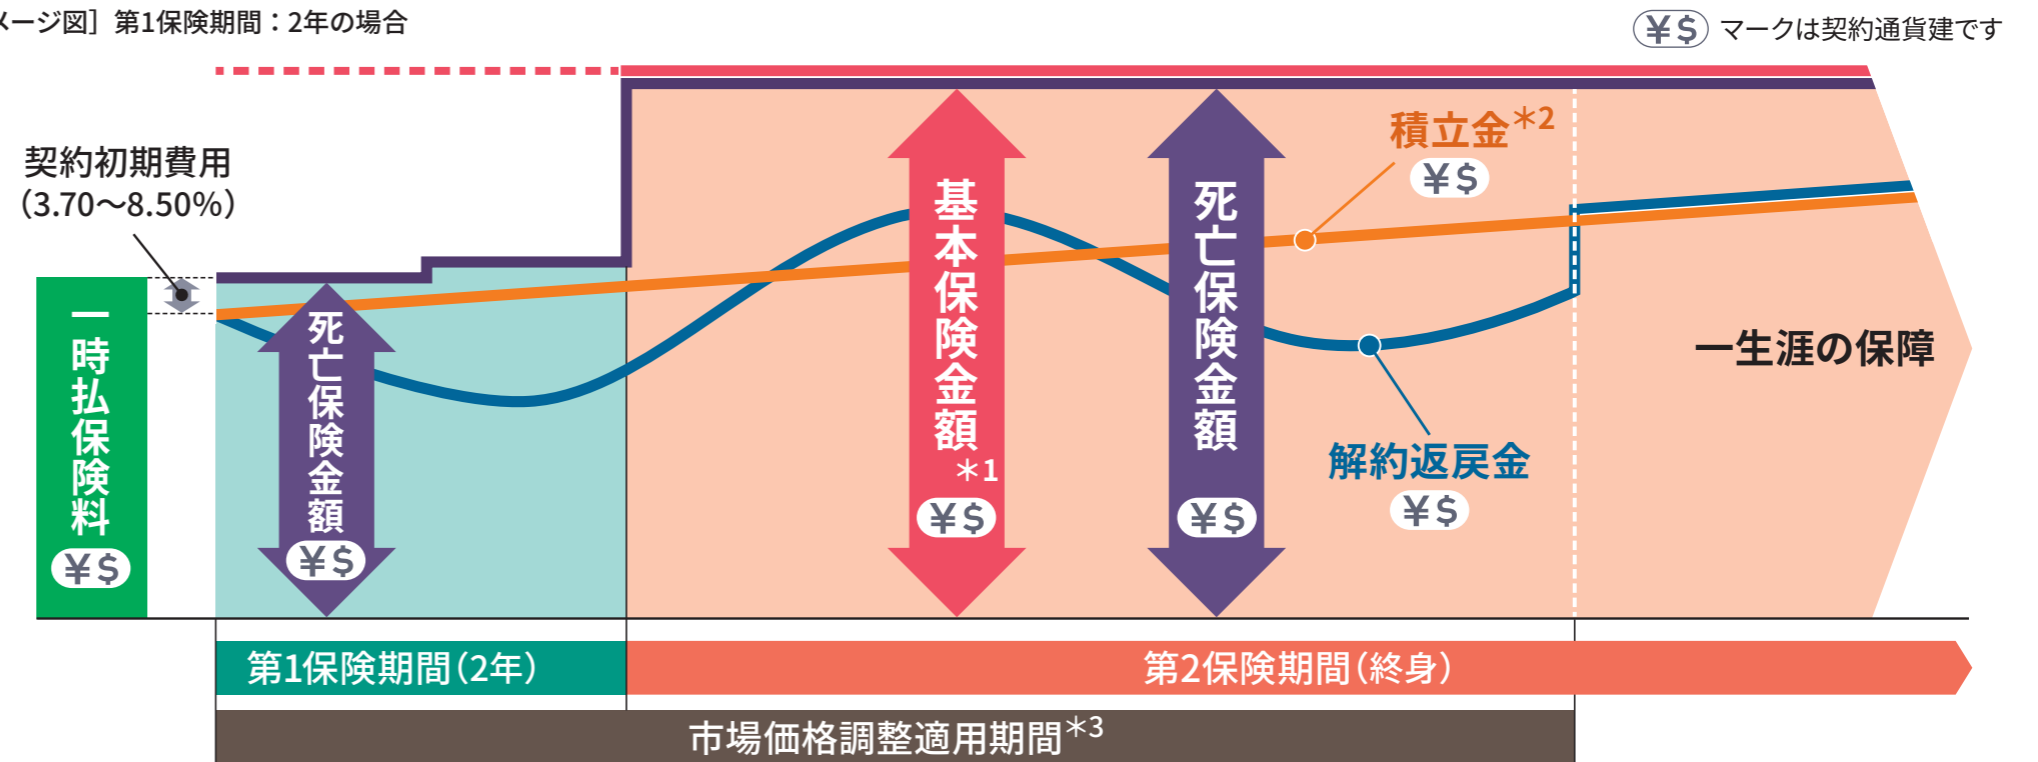 メージ図］第1保険期間：2年の場合
¥$ マークは契約通貨建です
契約初期費用
（3.70～8.50%）
一時払保険料
¥$
死亡保険金額
¥$
基本保険金額
＊1
¥$
死亡保険金額
¥$
積立金＊2
¥$
解約返戻金
¥$
一生涯の保障
第1保険期間（2年）
第2保険期間（終身）
市場価格調整適用期間＊3